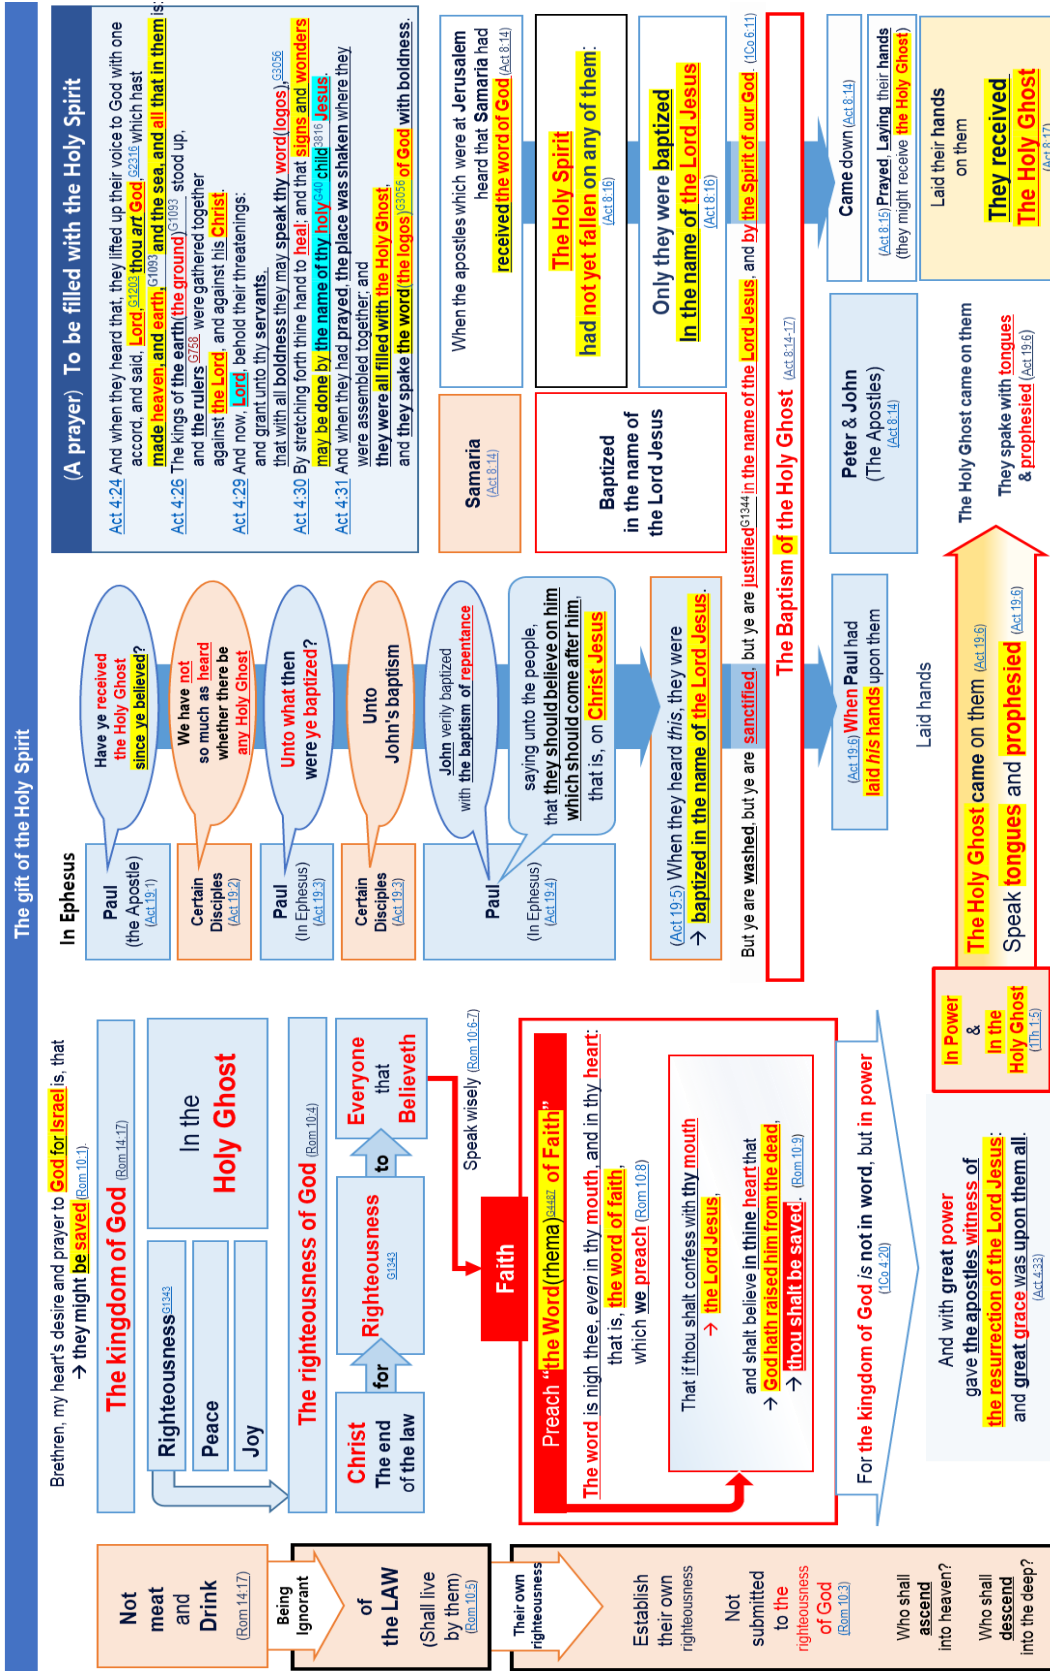 The gift of the Holy Spirit
Brethren, my heart's desire and prayer to God for Israel is, that
→ they might be saved (Rom 10:1).
Not
meat
and
Drink
(Rom 14:17)
Being
Ignorant
of
the LAW
(Shall live
by them)
(Rom 10:5)
Their own
righteousness
Establish
their own
righteousness
Not
submitted
to the
righteousness
of God
(Rom 10:3)
Who shall
ascend
into heaven?
Who shall
descend
into the deep?
The kingdom of God (Rom 14:17)
Righteousness G1343
Peace
Joy
In the
Holy Ghost
The righteousness of God (Rom 10:4)
Christ
The end
of the law
for
Righteousness
G1343
to
Everyone
that
Believeth
Speak wisely (Rom 10:6-7)
Faith
Preach “the Word(rhema)G4487 of Faith”
The word is nigh thee, even in thy mouth, and in thy heart:
that is, the word of faith,
which we preach (Rom 10:8)
That if thou shalt confess with thy mouth
→ the Lord Jesus,
and shalt believe in thine heart that
→ God hath raised him from the dead,
→ thou shalt be saved. (Rom 10:9)
For the kingdom of God is not in word, but in power
(1Co 4:20)
And with great power
gave the apostles witness of
the resurrection of the Lord Jesus:
and great grace was upon them all.
(Act 4:33)
In Power
&
In the
Holy Ghost
(1Th 1:5)
The Holy Ghost came on them (Act 19:6)
Speak tongues and prophesied (Act 19:6)
In Ephesus
Paul
(the Apostle)
(Act 19:1)
Have ye received
the Holy Ghost
since ye believed?
Certain
Disciples
(Act 19:2)
We have not
so much as heard
whether there be
any Holy Ghost
Paul
(In Ephesus)
(Act 19:3)
Unto what then
were ye baptized?
Certain
Disciples
(Act 19:3)
Unto
John's baptism
Paul
(In Ephesus)
(Act 19:4)
John verily baptized
with the baptism of repentance
saying unto the people,
that they should believe on him
which should come after him,
that is, on Christ Jesus
(Act 19:5) When they heard this, they were
→ baptized in the name of the Lord Jesus.
But ye are washed, but ye are sanctified, but ye are justifiedG1344 in the name of the Lord Jesus, and by the Spirit of our God. (1Co 6:11)
The Baptism of the Holy Ghost (Act 8:14-17)
(Act 19:6) When Paul had
laid his hands upon them
Laid hands
(A prayer) To be filled with the Holy Spirit
Act 4:24 And when they heard that, they lifted up their voice to God with one
accord, and said, Lord,G1203 thou art God,G2316 which hast
made heaven, and earth,G1093 and the sea, and all that in them is:
Act 4:26 The kings of the earth(the ground)G1093 stood up,
and the rulers G758 were gathered together
against the Lord, and against his Christ.
Act 4:29 And now, Lord, behold their threatenings:
and grant unto thy servants,
that with all boldness they may speak thy word(logos),G3056
Act 4:30 By stretching forth thine hand to heal; and that signs and wonders
may be done by the name of thy holyG40 child3816 Jesus.
Act 4:31 And when they had prayed, the place was shaken where they
were assembled together; and
they were all filled with the Holy Ghost,
and they spake the word(the logos)G3056 of God with boldness.
Samaria
(Act 8:14)
When the apostles which were at Jerusalem
heard that Samaria had
received the word of God (Act 8:14)
Baptized
in the name of
the Lord Jesus
The Holy Spirit
had not yet fallen on any of them:
(Act 8:16)
Only they were baptized
In the name of the Lord Jesus
(Act 8:16)
Peter & John
(The Apostles)
(Act 8:14)
Came down (Act 8:14)
(Act 8:15) Prayed, Laying their hands
(they might receive the Holy Ghost)
Laid their hands
on them
They received
The Holy Ghost
(Act 8:17)
The Holy Ghost came on them
They spake with tongues
& prophesied (Act 19:6)